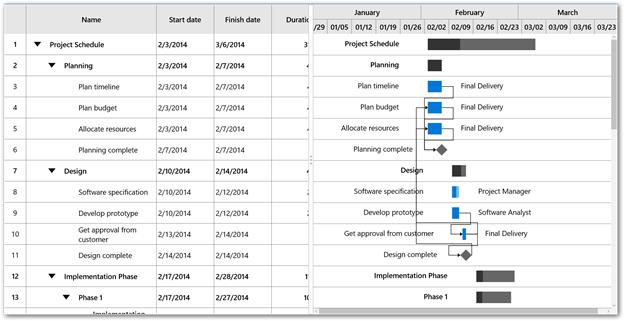 Name Start date Finish date Duratio January February March
/29 01/05 01/12 01/19 01/26 02/02 02/09 02/16 02/23 03/02 03/09 03/16 03/23
1 Project Schedule 2/3/2014 3/6/2014 Project Schedule
2 Planning 2/3/2014 2/7/2014 Planning
3 Plan timeline 2/3/2014 2/7/2014 Plan timeline Final Delivery
4 Plan budget 2/3/2014 2/7/2014 Plan budget Final Delivery
5 Allocate resources 2/3/2014 2/7/2014 Allocate resources Final Delivery
6 Planning complete 2/7/2014 2/7/2014 Planning complete
7 Design 2/10/2014 2/14/2014 Design
8 Software specification 2/10/2014 2/12/2014 Software specification Project Manager
9 Develop prototype 2/10/2014 2/12/2014 Develop prototype Software Analyst
10 Get approval from 2/13/2014 2/14/2014 Get approval from customer Final Delivery
customer
11 Design complete 2/14/2014 2/14/2014 Design complete
12 Implementation Phase 2/17/2014 2/28/2014 Implementation Phase
13 Phase 1 2/17/2014 2/27/2014 10 Phase 1
Implementation